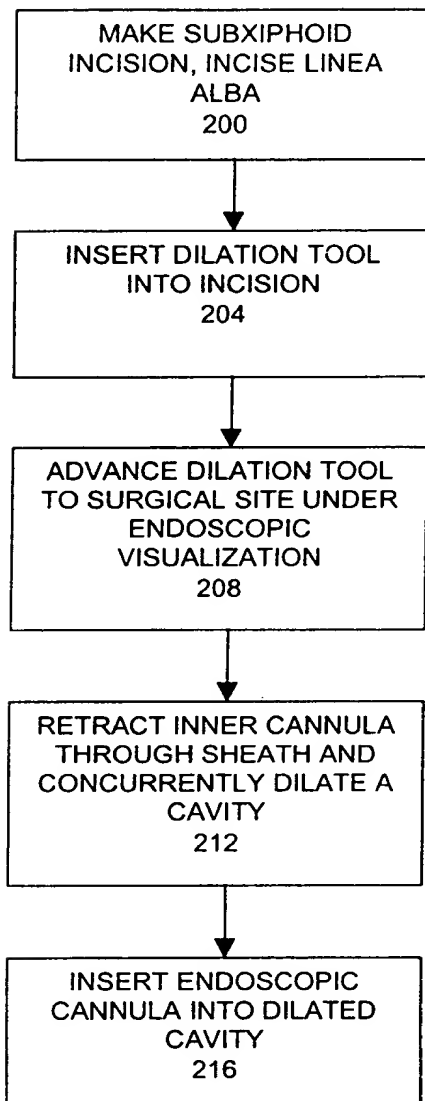 MAKE SUBXIPHOID
INCISION, INCISE LINEA
ALBA
200
INSERT DILATION TOOL
INTO INCISION
204
ADVANCE DILATION TOOL
TO SURGICAL SITE UNDER
ENDOSCOPIC
VISUALIZATION
208
RETRACT INNER CANNULA
THROUGH SHEATH AND
CONCURRENTLY DILATE A
CAVITY
212
INSERT ENDOSCOPIC
CANNULA INTO DILATED
CAVITY
216